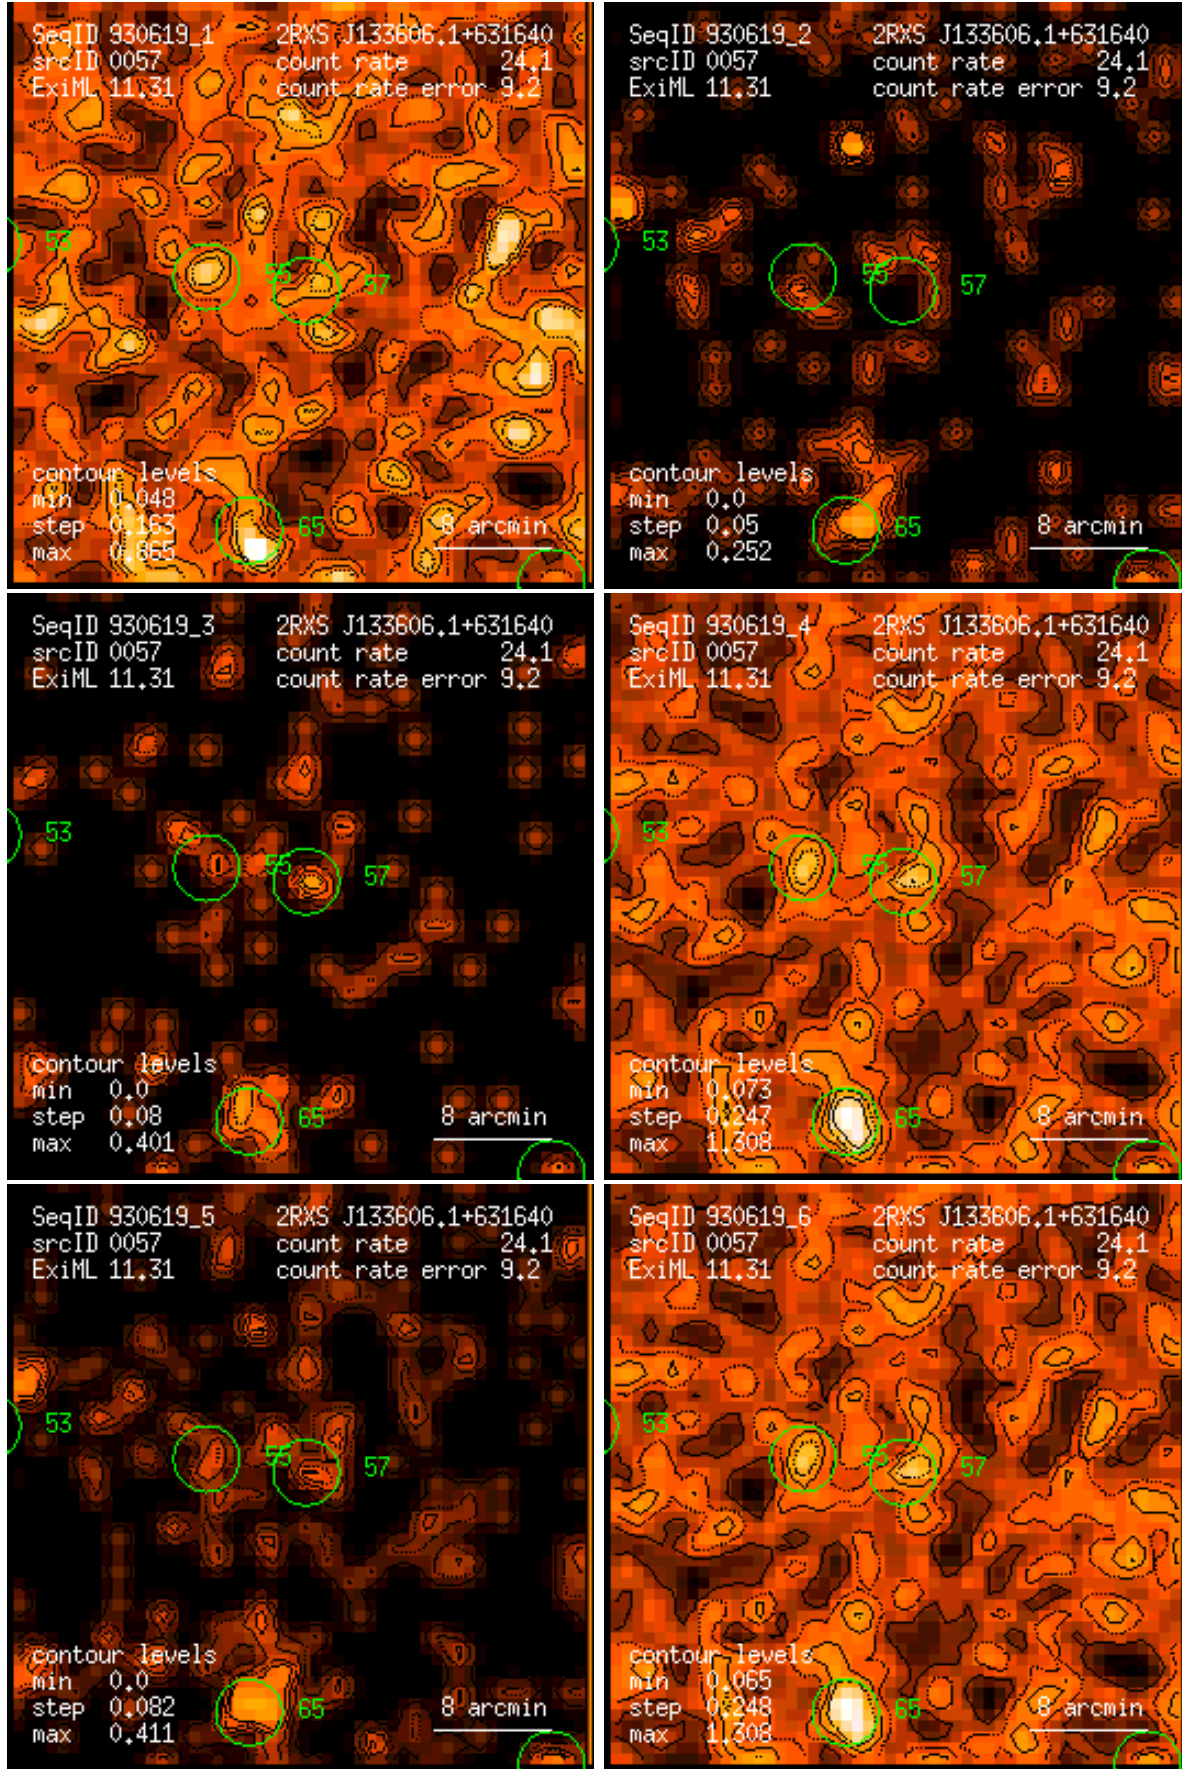 SeqID 930619_1 2RXS J133606.1+631640
srcID 0057 count rate 24.1
ExiML 11.31 count rate error 9.2
53
55
57
contour levels
min 0.048
step 0.163 65 8 arcmin
max 0.865
SeqID 930619_2 2RXS J133606.1+631640
srcID 0057 count rate 24.1
ExiML 11.31 count rate error 9.2
53
55
57
contour levels
min 0.0
step 0.05 65 8 arcmin
max 0.252
SeqID 930619_3 2RXS J133606.1+631640
srcID 0057 count rate 24.1
ExiML 11.31 count rate error 9.2
53
55
57
contour levels
min 0.0
step 0.08 65 8 arcmin
max 0.401
SeqID 930619_4 2RXS J133606.1+631640
srcID 0057 count rate 24.1
ExiML 11.31 count rate error 9.2
53
55
57
contour levels
min 0.073
step 0.247 65 8 arcmin
max 1.308
SeqID 930619_5 2RXS J133606.1+631640
srcID 0057 count rate 24.1
ExiML 11.31 count rate error 9.2
53
55
57
contour levels
min 0.0
step 0.082 65 8 arcmin
max 0.411
SeqID 930619_6 2RXS J133606.1+631640
srcID 0057 count rate 24.1
ExiML 11.31 count rate error 9.2
53
55
57
contour levels
min 0.065
step 0.248 65 8 arcmin
max 1.308